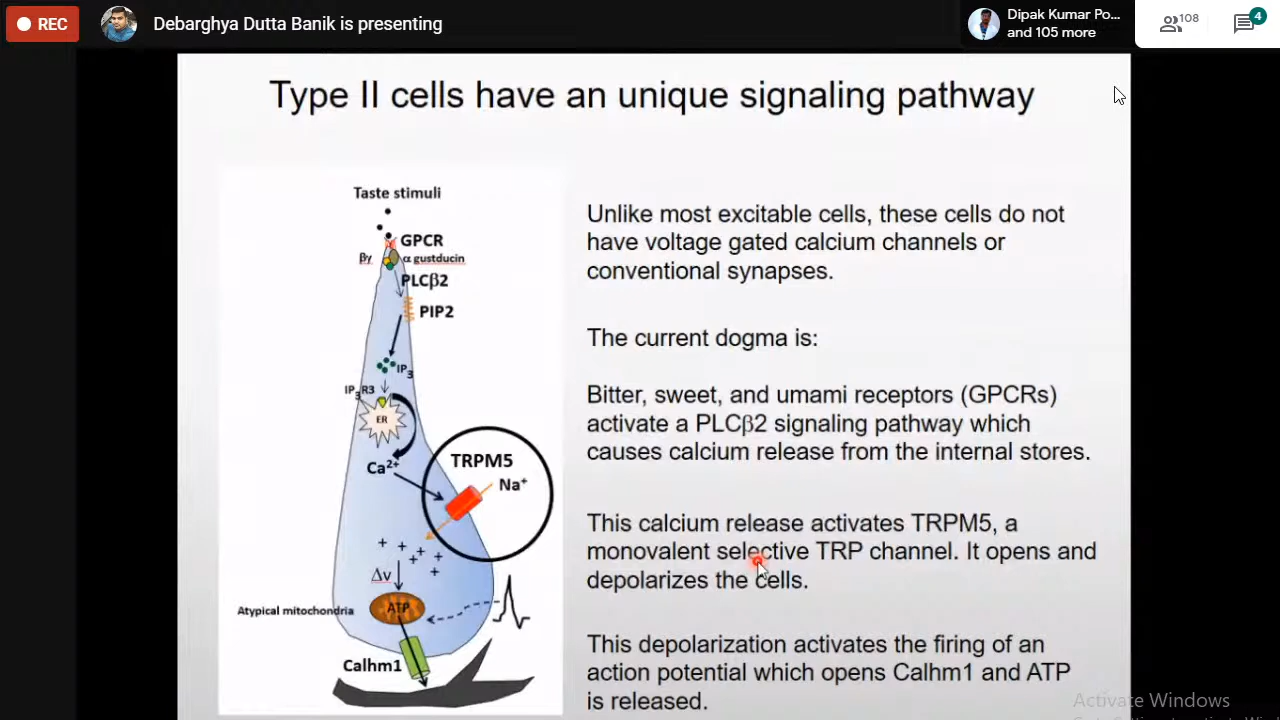 REC
Debarghya Dutta Banik is presenting
Dipak Kumar Po...
and 105 more
108
4
Type II cells have an unique signaling pathway
Taste stimuli
GPCR
βγ
α gustducin
PLCβ2
PIP2
IP3
IP3R3
ER
Ca2+
TRPM5
Na+
+ + + + + + +
Δv
Atypical mitochondria
ATP
Calhm1
Unlike most excitable cells, these cells do not
have voltage gated calcium channels or
conventional synapses.
The current dogma is:
Bitter, sweet, and umami receptors (GPCRs)
activate a PLCβ2 signaling pathway which
causes calcium release from the internal stores.
This calcium release activates TRPM5, a
monovalent selective TRP channel. It opens and
depolarizes the cells.
This depolarization activates the firing of an
action potential which opens Calhm1 and ATP
is released.
Activate Windows